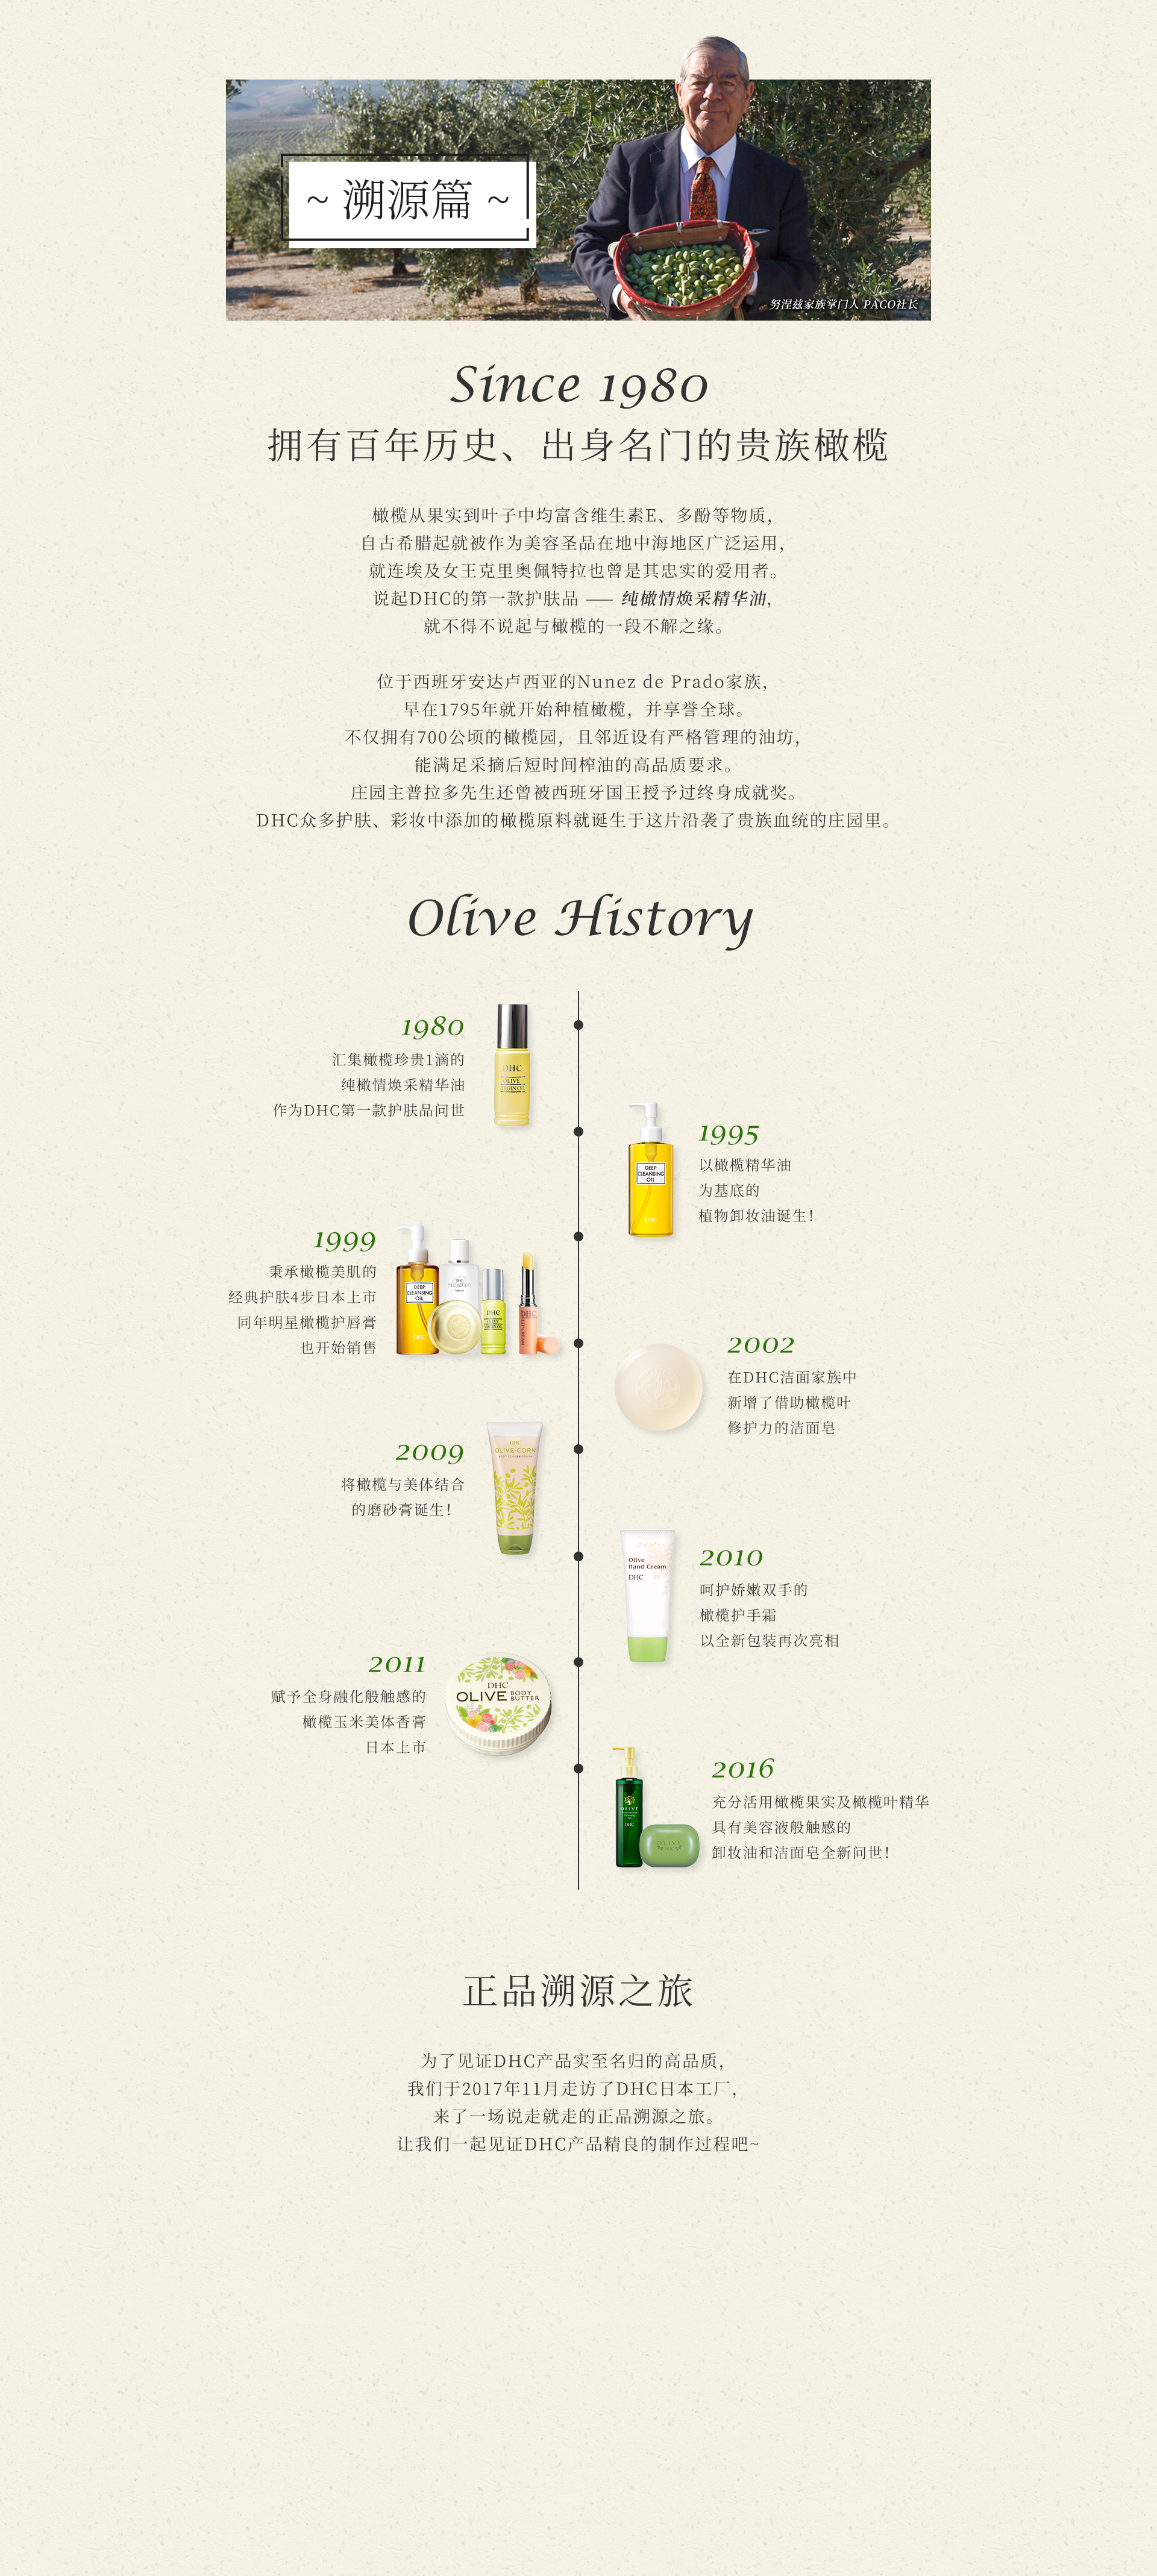 ~ 溯源篇 ~
努涅兹家族掌门人 PACO社长
Since 1980
拥有百年历史、出身名门的贵族橄榄
橄榄从果实到叶子中均富含维生素E、多酚等物质，
自古希腊起就被作为美容圣品在地中海地区广泛运用，
就连埃及女王克里奥佩特拉也曾是其忠实的爱用者。
说起DHC的第一款护肤品 —— 纯橄情焕采精华油，
就不得不说起与橄榄的一段不解之缘。
位于西班牙安达卢西亚的Nunez de Prado家族，
早在1795年就开始种植橄榄，并享誉全球。
不仅拥有700公顷的橄榄园，且邻近设有严格管理的油坊，
能满足采摘后短时间榨油的高品质要求。
庄园主普拉多先生还曾被西班牙国王授予过终身成就奖。
DHC众多护肤、彩妆中添加的橄榄原料就诞生于这片沿袭了贵族血统的庄园里。
Olive History
1980
汇集橄榄珍贵1滴的
纯橄情焕采精华油
作为DHC第一款护肤品问世
DHC
OLIVE
VIRGIN OIL
1995
以橄榄精华油
为基底的
植物卸妆油诞生！
DEEP
CLEANSING
OIL
DHC
1999
秉承橄榄美肌的
经典护肤4步日本上市
同年明星橄榄护唇膏
也开始销售
DEEP
CLEANSING
OIL
DHC
DHC
2002
在DHC洁面家族中
新增了借助橄榄叶
修护力的洁面皂
2009
将橄榄与美体结合
的磨砂膏诞生！
DHC
OLIVE·CORN
2010
呵护娇嫩双手的
橄榄护手霜
以全新包装再次亮相
Olive
Hand Cream
DHC
2011
赋予全身融化般触感的
橄榄玉米美体香膏
日本上市
DHC
OLIVE BODY BUTTER
2016
充分活用橄榄果实及橄榄叶精华
具有美容液般触感的
卸妆油和洁面皂全新问世！
OLIVE
DHC
OLIVE
DHC
正品溯源之旅
为了见证DHC产品实至名归的高品质，
我们于2017年11月走访了DHC日本工厂，
来了一场说走就走的正品溯源之旅。
让我们一起见证DHC产品精良的制作过程吧~